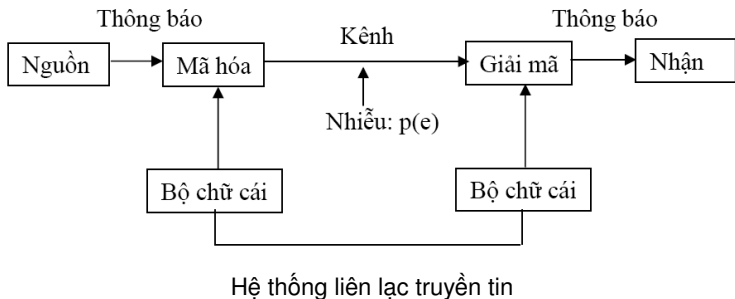 Thông báo
Thông báo
Kênh
Nguồn
Mã hóa
Giải mã
Nhận
Nhiễu: p(e)
Bộ chữ cái
Bộ chữ cái
Hệ thống liên lạc truyền tin